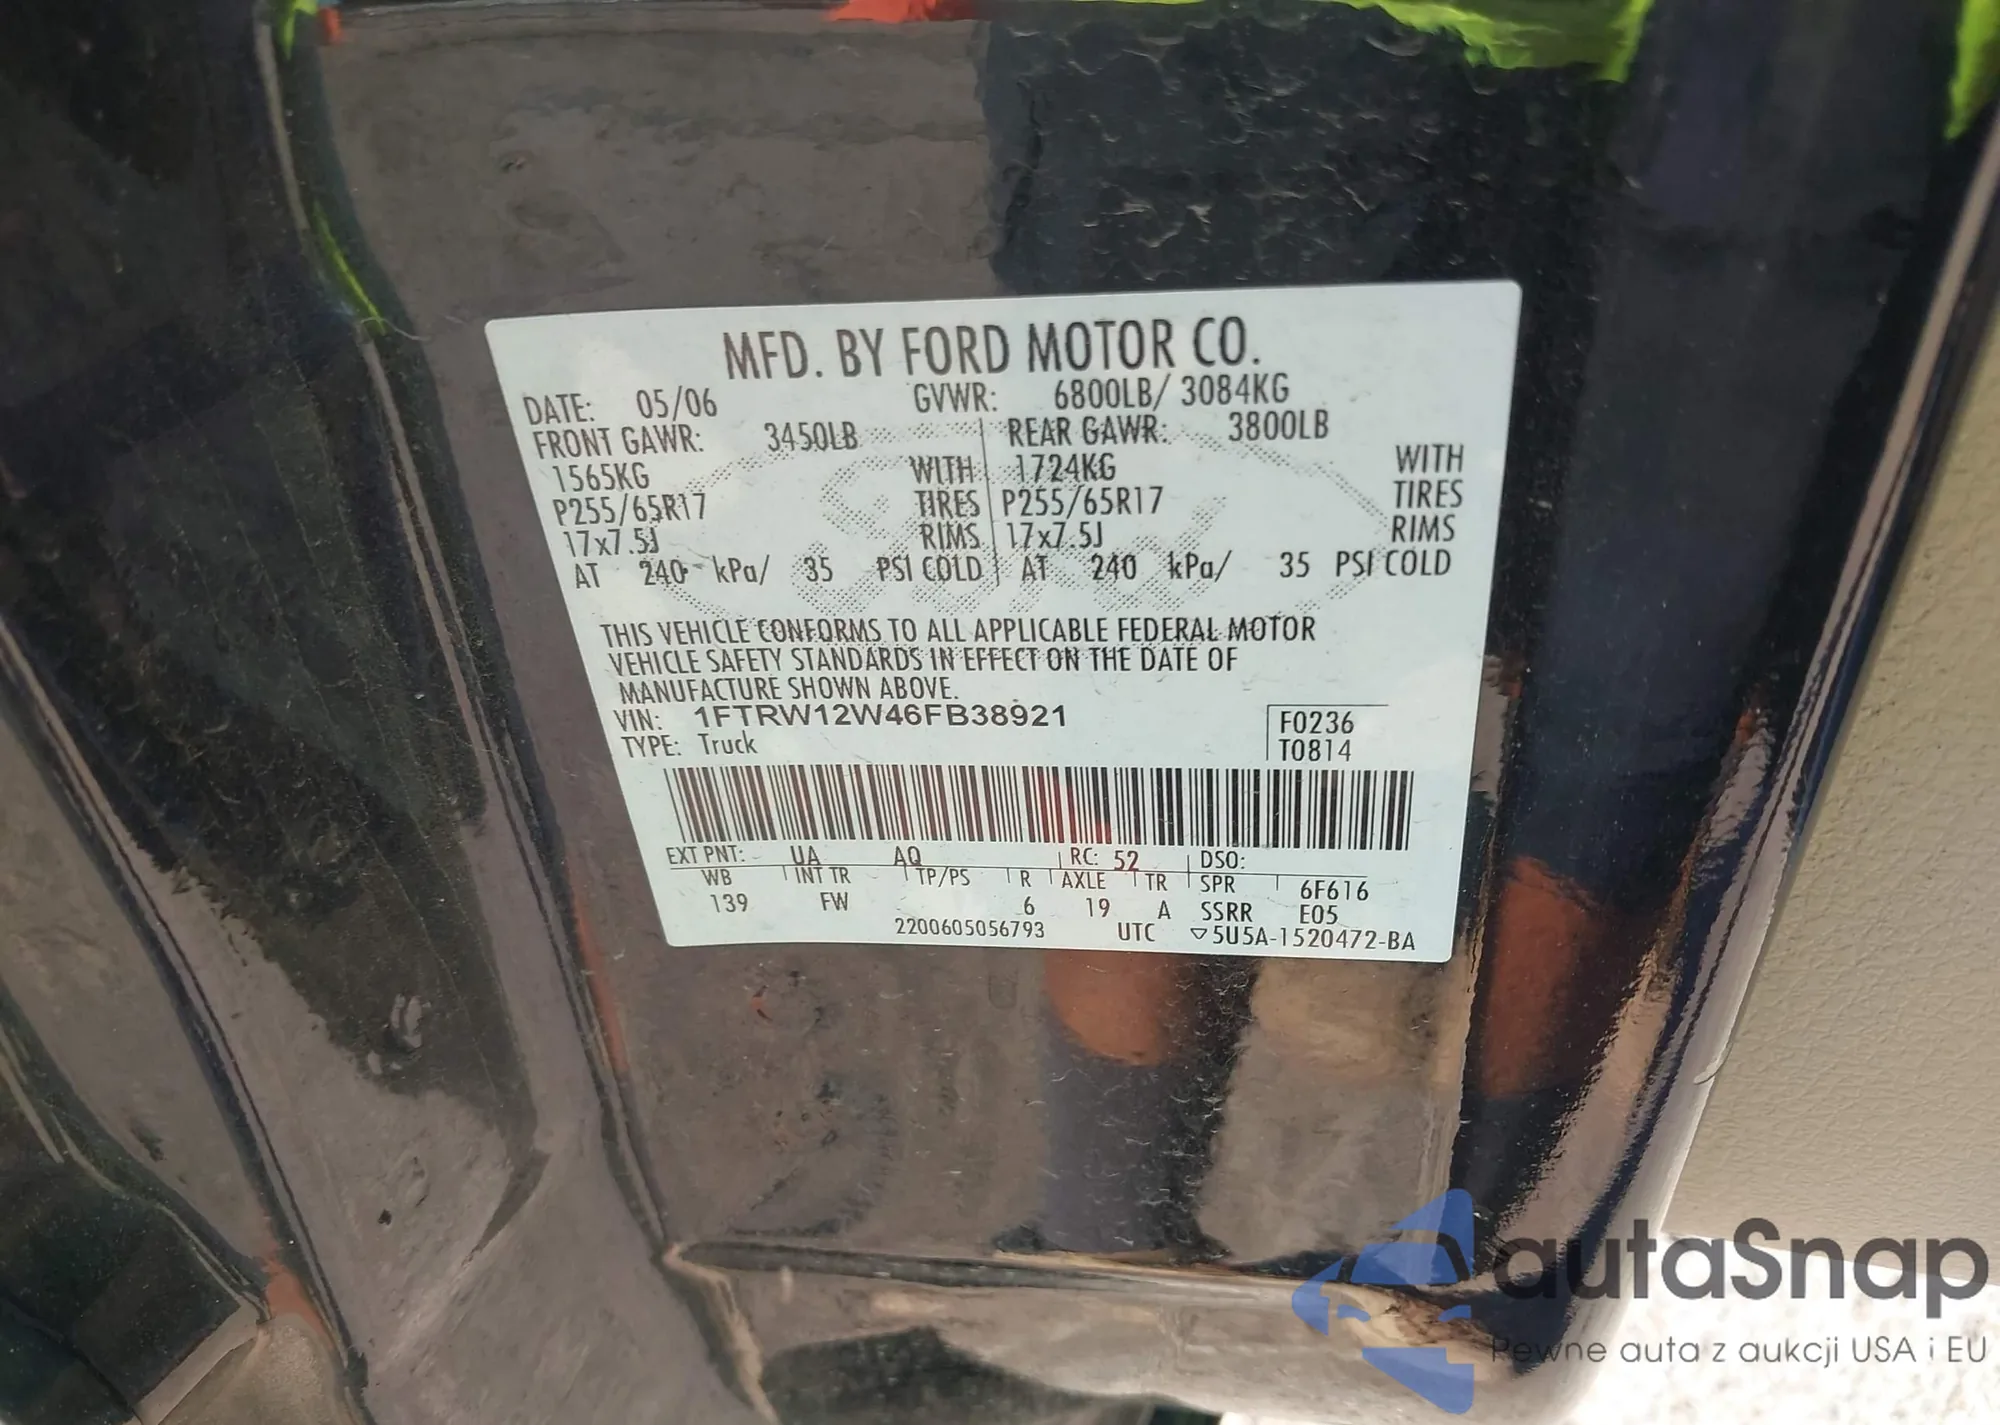 MFD. BY FORD MOTOR CO.
DATE: 05/06 GVWR: 6800LB/ 3084KG
FRONT GAWR: 3450LB REAR GAWR: 3800LB
1565KG WITH 1724KG WITH
P255/65R17 TIRES P255/65R17 TIRES
17x7.5J RIMS 17x7.5J RIMS
AT 240 kPa/ 35 PSI COLD AT 240 kPa/ 35 PSI COLD
THIS VEHICLE CONFORMS TO ALL APPLICABLE FEDERAL MOTOR
VEHICLE SAFETY STANDARDS IN EFFECT ON THE DATE OF
MANUFACTURE SHOWN ABOVE.
VIN: 1FTRW12W46FB38921 F0236
TYPE: Truck T0814
EXT PNT: UA AQ RC: 52 DSO:
WB INT TR TP/PS R AXLE TR SPR 6F616
139 FW 6 19 A SSRR E05
2200605056793 UTC ▽5U5A-1520472-BA
autaSnap
Pewne auta z aukcji USA i EU